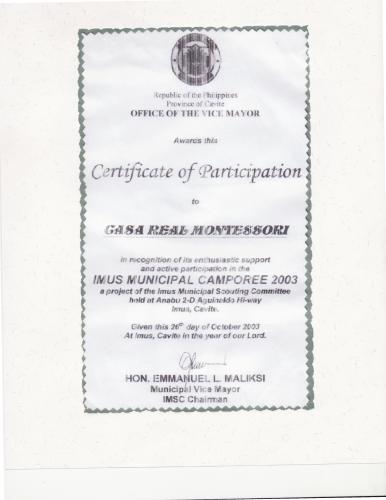 Republic of the Philippines
Province of Cavite
OFFICE OF THE VICE MAYOR
Awards this
Certificate of Participation
to
CASA REAL MONTESSORI
in recognition of its enthusiastic support
and active participation in the
IMUS MUNICIPAL CAMPOREE 2003
a project of the Imus Municipal Scouting Committee
held at Anabu 2-D Aguinaldo Hi-way
Imus, Cavite.
Given this 26th day of October 2003
At Imus, Cavite in the year of our Lord.
HON. EMMANUEL L. MALIKSI
Municipal Vice Mayor
IMSC Chairman